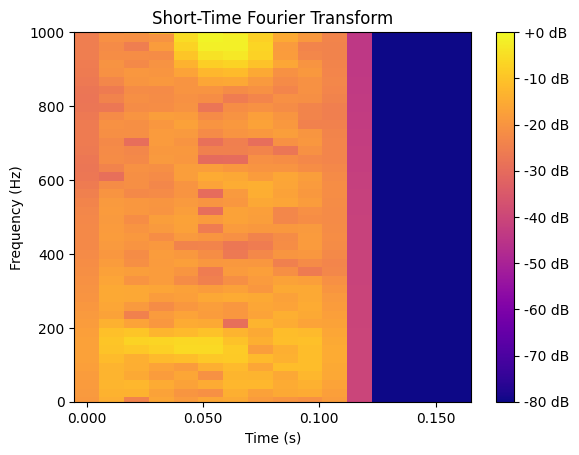 Short-Time Fourier Transform
1000
800
600
400
200
0
Frequency (Hz)
0.000
0.050
0.100
0.150
Time (s)
+0 dB
-10 dB
-20 dB
-30 dB
-40 dB
-50 dB
-60 dB
-70 dB
-80 dB